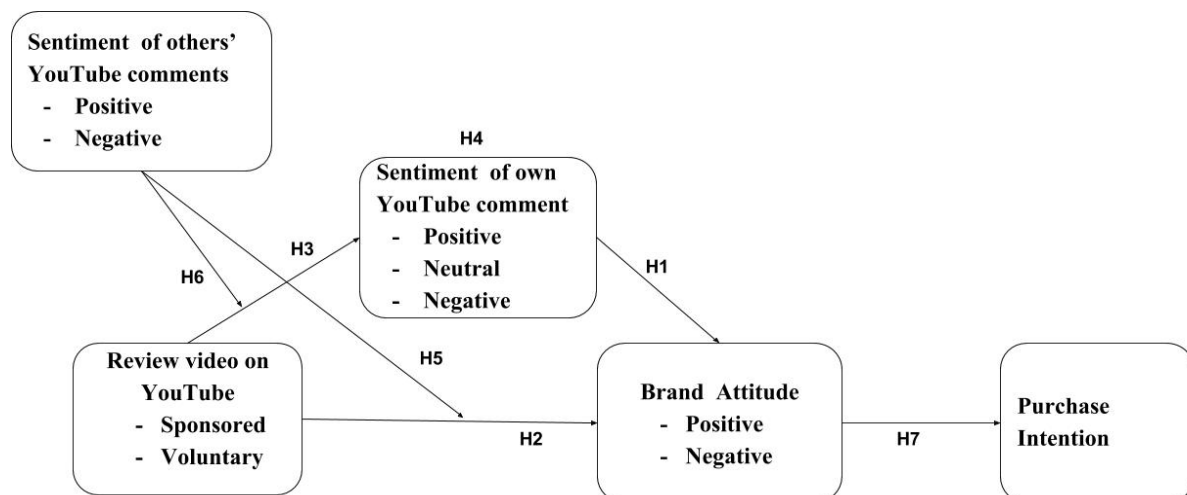 Sentiment of others’
YouTube comments
- Positive
- Negative
H4
Sentiment of own
YouTube comment
- Positive
- Neutral
- Negative
H3
H6
H1
H5
Review video on
YouTube
- Sponsored
- Voluntary
H2
Brand Attitude
- Positive
- Negative
H7
Purchase
Intention